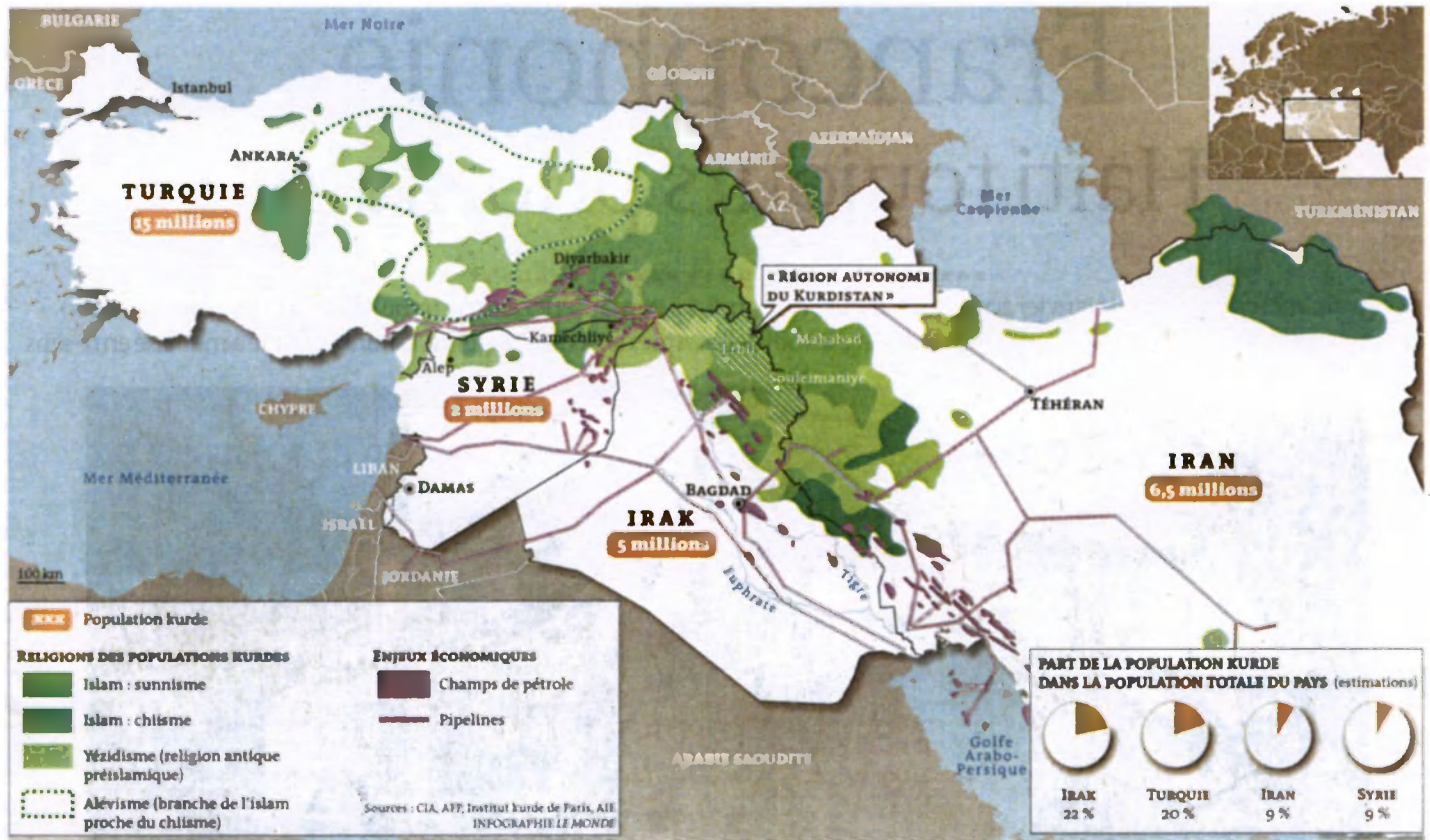 BULGARIE
Mer Noire
GRÈCE
Istanbul
GÉORGIE
AZERBAÏDJAN
ARMÉNIE
AZ.
ANKARA
TURQUIE
15 millions
Mer
Caspienne
TURKMÉNISTAN
Diyarbakir
« RÉGION AUTONOME
DU KURDISTAN »
Kamechliyé
Mahabad
Erbil
Alep
Souleimaniyé
SYRIE
2 millions
CHYPRE
TÉHÉRAN
LIBAN
Mer Méditerranée
DAMAS
BAGDAD
IRAN
6,5 millions
ISRAËL
IRAK
5 millions
100 km
JORDANIE
Euphrate
Tigre
XXX Population kurde
RELIGIONS DES POPULATIONS KURDES
Islam : sunnisme
Islam : chiisme
Yézidisme (religion antique
préislamique)
Alévisme (branche de l'islam
proche du chiisme)
ENJEUX ÉCONOMIQUES
Champs de pétrole
Pipelines
Sources : CIA, AFP, Institut kurde de Paris, AIE
INFOGRAPHIE LE MONDE
ARABIE SAOUDITE
Golfe
Arabo-
Persique
PART DE LA POPULATION KURDE
DANS LA POPULATION TOTALE DU PAYS (estimations)
IRAK
22 %
TURQUIE
20 %
IRAN
9 %
SYRIE
9 %